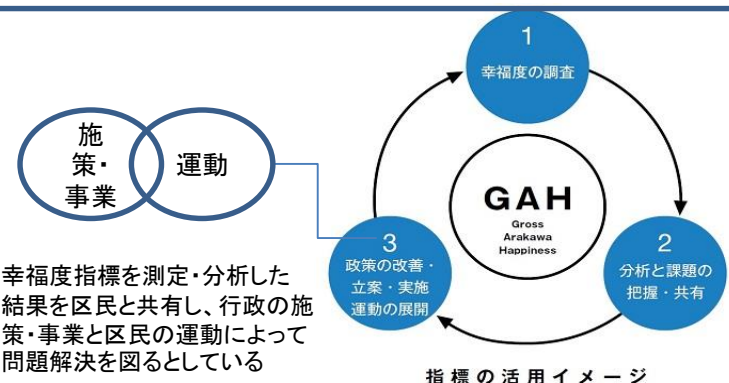 1
幸福度の調査
施
策・
事業
運動
GAH
Gross
Arakawa
Happiness
3
政策の改善・
立案・実施
運動の展開
2
分析と課題の
把握・共有
幸福度指標を測定・分析した
結果を区民と共有し、行政の施
策・事業と区民の運動によって
問題解決を図るとしている
指標の活用イメージ